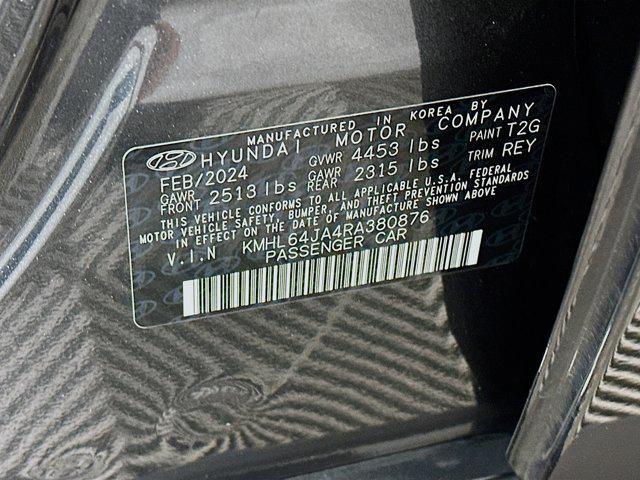 MANUFACTURED IN KOREA BY
HYUNDAI MOTOR COMPANY
FEB/2024 GVWR 4453 lbs PAINT T2G
GAWR FRONT 2513 lbs GAWR REAR 2315 lbs TRIM REY
THIS VEHICLE CONFORMS TO ALL APPLICABLE U.S.A. FEDERAL
MOTOR VEHICLE SAFETY, BUMPER, AND THEFT PREVENTION STANDARDS
IN EFFECT ON THE DATE OF MANUFACTURE SHOWN ABOVE
V.I.N KMHL64JA4RA380876
PASSENGER CAR